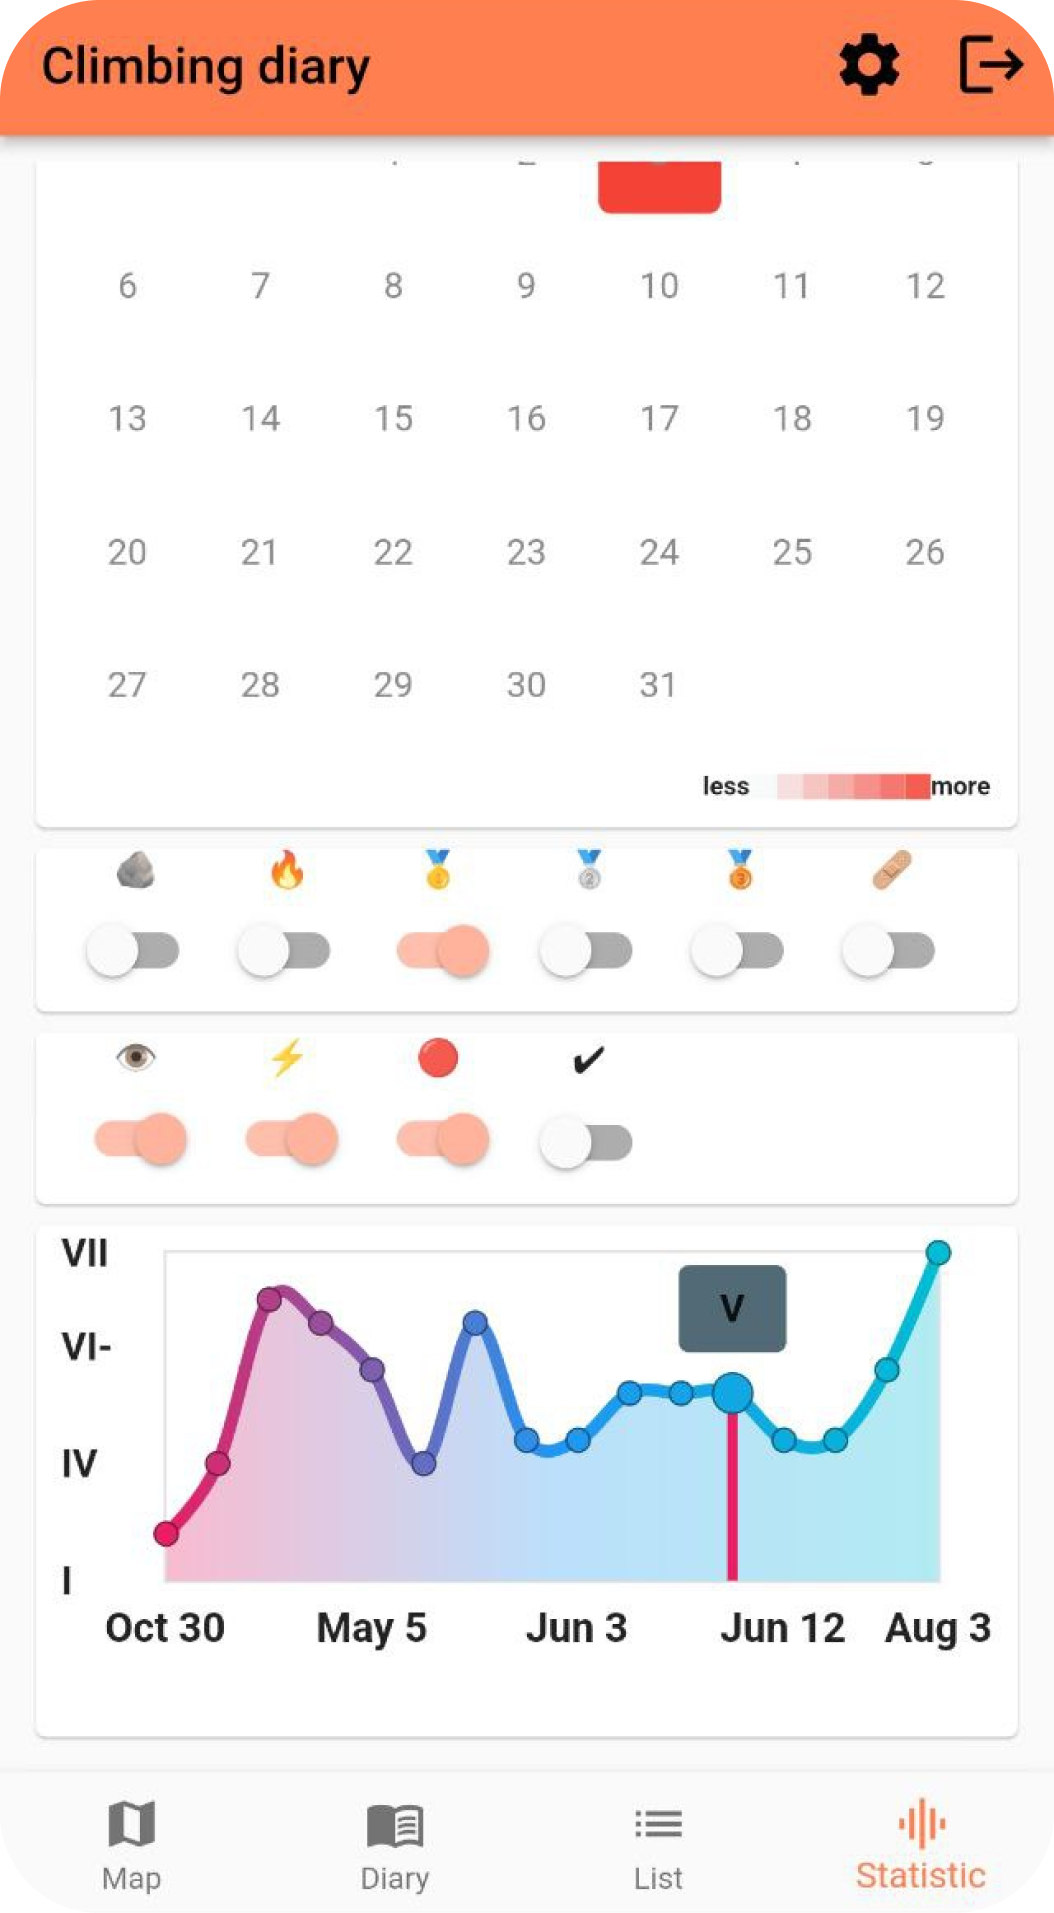 Climbing diary
6 7 8 9 10 11 12
13 14 15 16 17 18 19
20 21 22 23 24 25 26
27 28 29 30 31
less more
VII
V
VI-
IV
I
Oct 30 May 5 Jun 3 Jun 12 Aug 3
Map Diary List Statistic